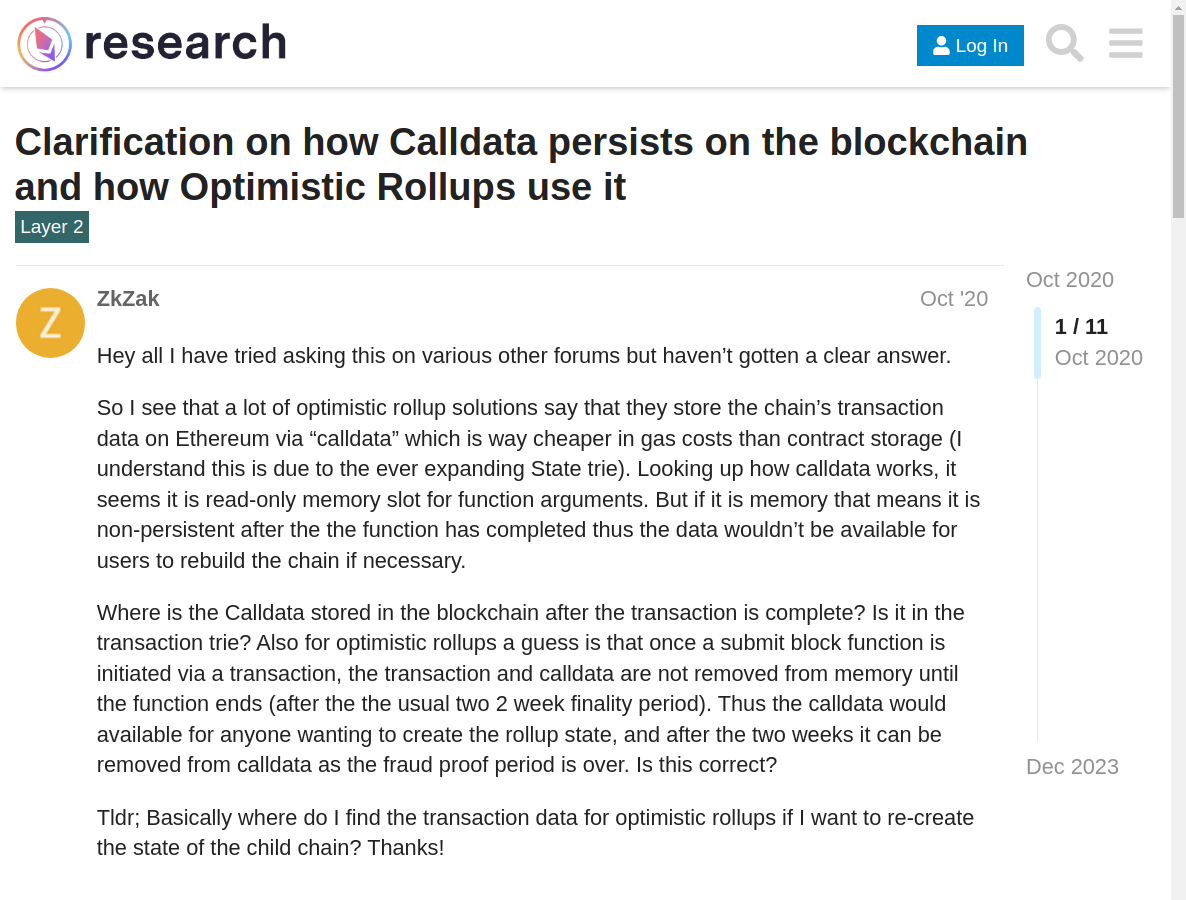 research
Log In
Clarification on how Calldata persists on the blockchain
and how Optimistic Rollups use it
Layer 2
Z
ZkZak
Oct '20
Hey all I have tried asking this on various other forums but haven’t gotten a clear answer.
So I see that a lot of optimistic rollup solutions say that they store the chain’s transaction
data on Ethereum via “calldata” which is way cheaper in gas costs than contract storage (I
understand this is due to the ever expanding State trie). Looking up how calldata works, it
seems it is read-only memory slot for function arguments. But if it is memory that means it is
non-persistent after the the function has completed thus the data wouldn’t be available for
users to rebuild the chain if necessary.
Where is the Calldata stored in the blockchain after the transaction is complete? Is it in the
transaction trie? Also for optimistic rollups a guess is that once a submit block function is
initiated via a transaction, the transaction and calldata are not removed from memory until
the function ends (after the the usual two 2 week finality period). Thus the calldata would
available for anyone wanting to create the rollup state, and after the two weeks it can be
removed from calldata as the fraud proof period is over. Is this correct?
Tldr; Basically where do I find the transaction data for optimistic rollups if I want to re-create
the state of the child chain? Thanks!
Oct 2020
1 / 11
Oct 2020
Dec 2023